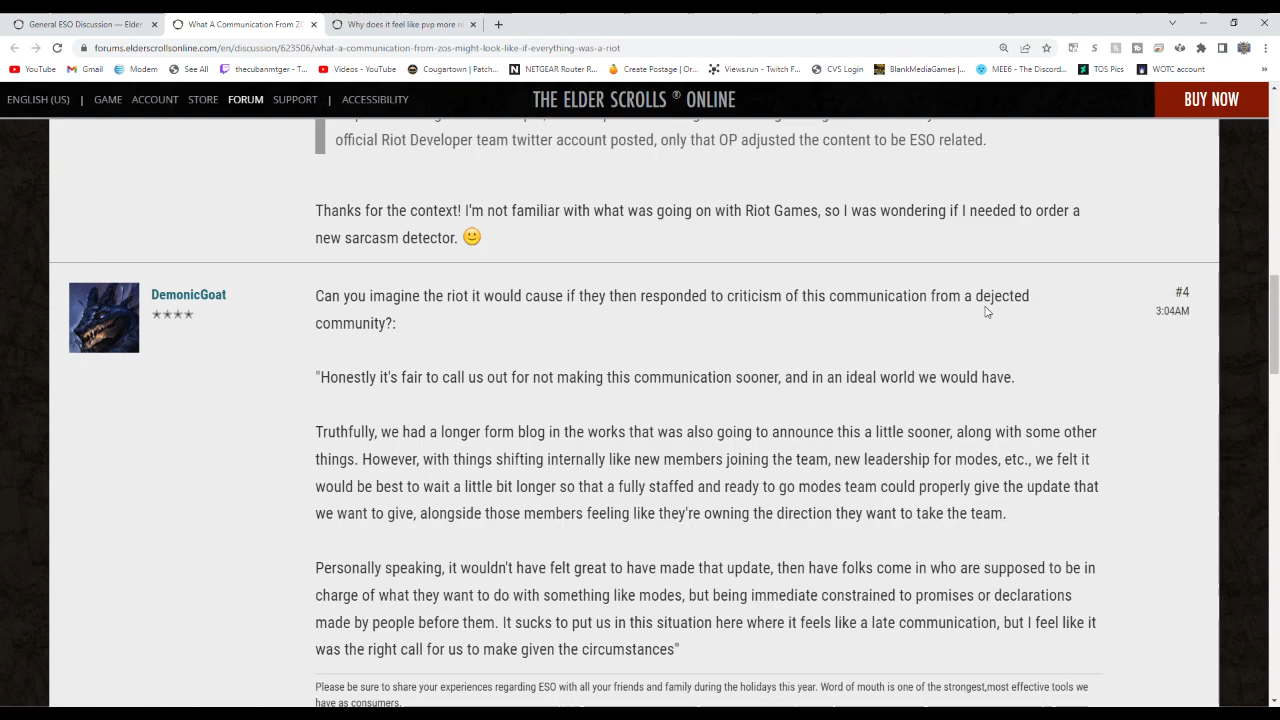 General ESO Discussion — Elder
What A Communication From ZO
Why does it feel like pvp more re
forums.elderscrollsonline.com/en/discussion/623506/what-a-communication-from-zos-might-look-like-if-everything-was-a-riot
YouTube
Gmail
Modem
See All
thecubanmtger - T...
Videos - YouTube
Cougartown | Patch...
NETGEAR Router R...
Create Postage | Or...
Views.run - Twitch F...
CVS Login
BlankMediaGames |...
MEE6 - The Discord...
TOS Pics
WOTC account
ENGLISH (US) | GAME ACCOUNT STORE FORUM SUPPORT | ACCESSIBILITY
THE ELDER SCROLLS ® ONLINE
BUY NOW
official Riot Developer team twitter account posted, only that OP adjusted the content to be ESO related.
Thanks for the context! I'm not familiar with what was going on with Riot Games, so I was wondering if I needed to order a
new sarcasm detector.
DemonicGoat
Can you imagine the riot it would cause if they then responded to criticism of this communication from a dejected
community?:
#4
3:04AM
"Honestly it's fair to call us out for not making this communication sooner, and in an ideal world we would have.
Truthfully, we had a longer form blog in the works that was also going to announce this a little sooner, along with some other
things. However, with things shifting internally like new members joining the team, new leadership for modes, etc., we felt it
would be best to wait a little bit longer so that a fully staffed and ready to go modes team could properly give the update that
we want to give, alongside those members feeling like they're owning the direction they want to take the team.
Personally speaking, it wouldn't have felt great to have made that update, then have folks come in who are supposed to be in
charge of what they want to do with something like modes, but being immediate constrained to promises or declarations
made by people before them. It sucks to put us in this situation here where it feels like a late communication, but I feel like it
was the right call for us to make given the circumstances"
Please be sure to share your experiences regarding ESO with all your friends and family during the holidays this year. Word of mouth is one of the strongest,most effective tools we
have as consumers.